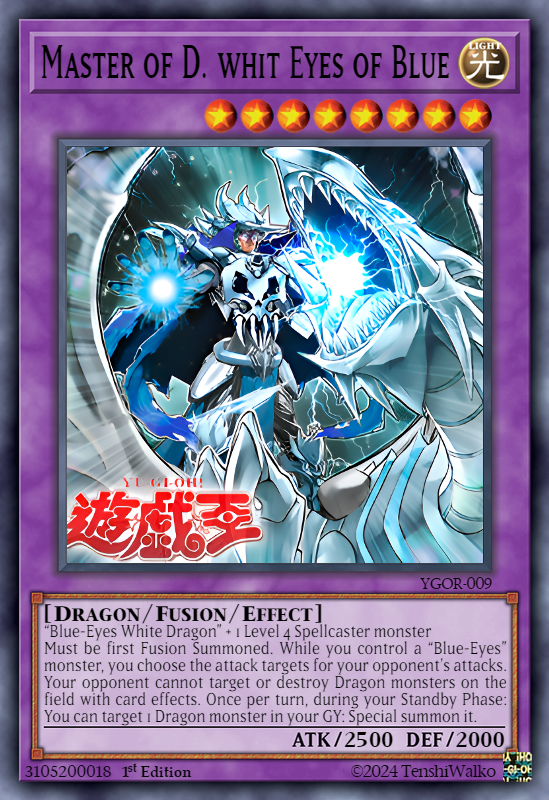 Master of D. whit Eyes of Blue
LIGHT
光
YU-GI-OH!
遊☆戯☆王
YGOR-009
[Dragon/Fusion/Effect]
“Blue-Eyes White Dragon” + 1 Level 4 Spellcaster monster
Must be first Fusion Summoned. While you control a “Blue-Eyes”
monster, you choose the attack targets for your opponent's attacks.
Your opponent cannot target or destroy Dragon monsters on the
field with card effects. Once per turn, during your Standby Phase:
You can target 1 Dragon monster in your GY: Special summon it.
ATK/2500 DEF/2000
3105200018 1st Edition ©2024 TenshiWalko